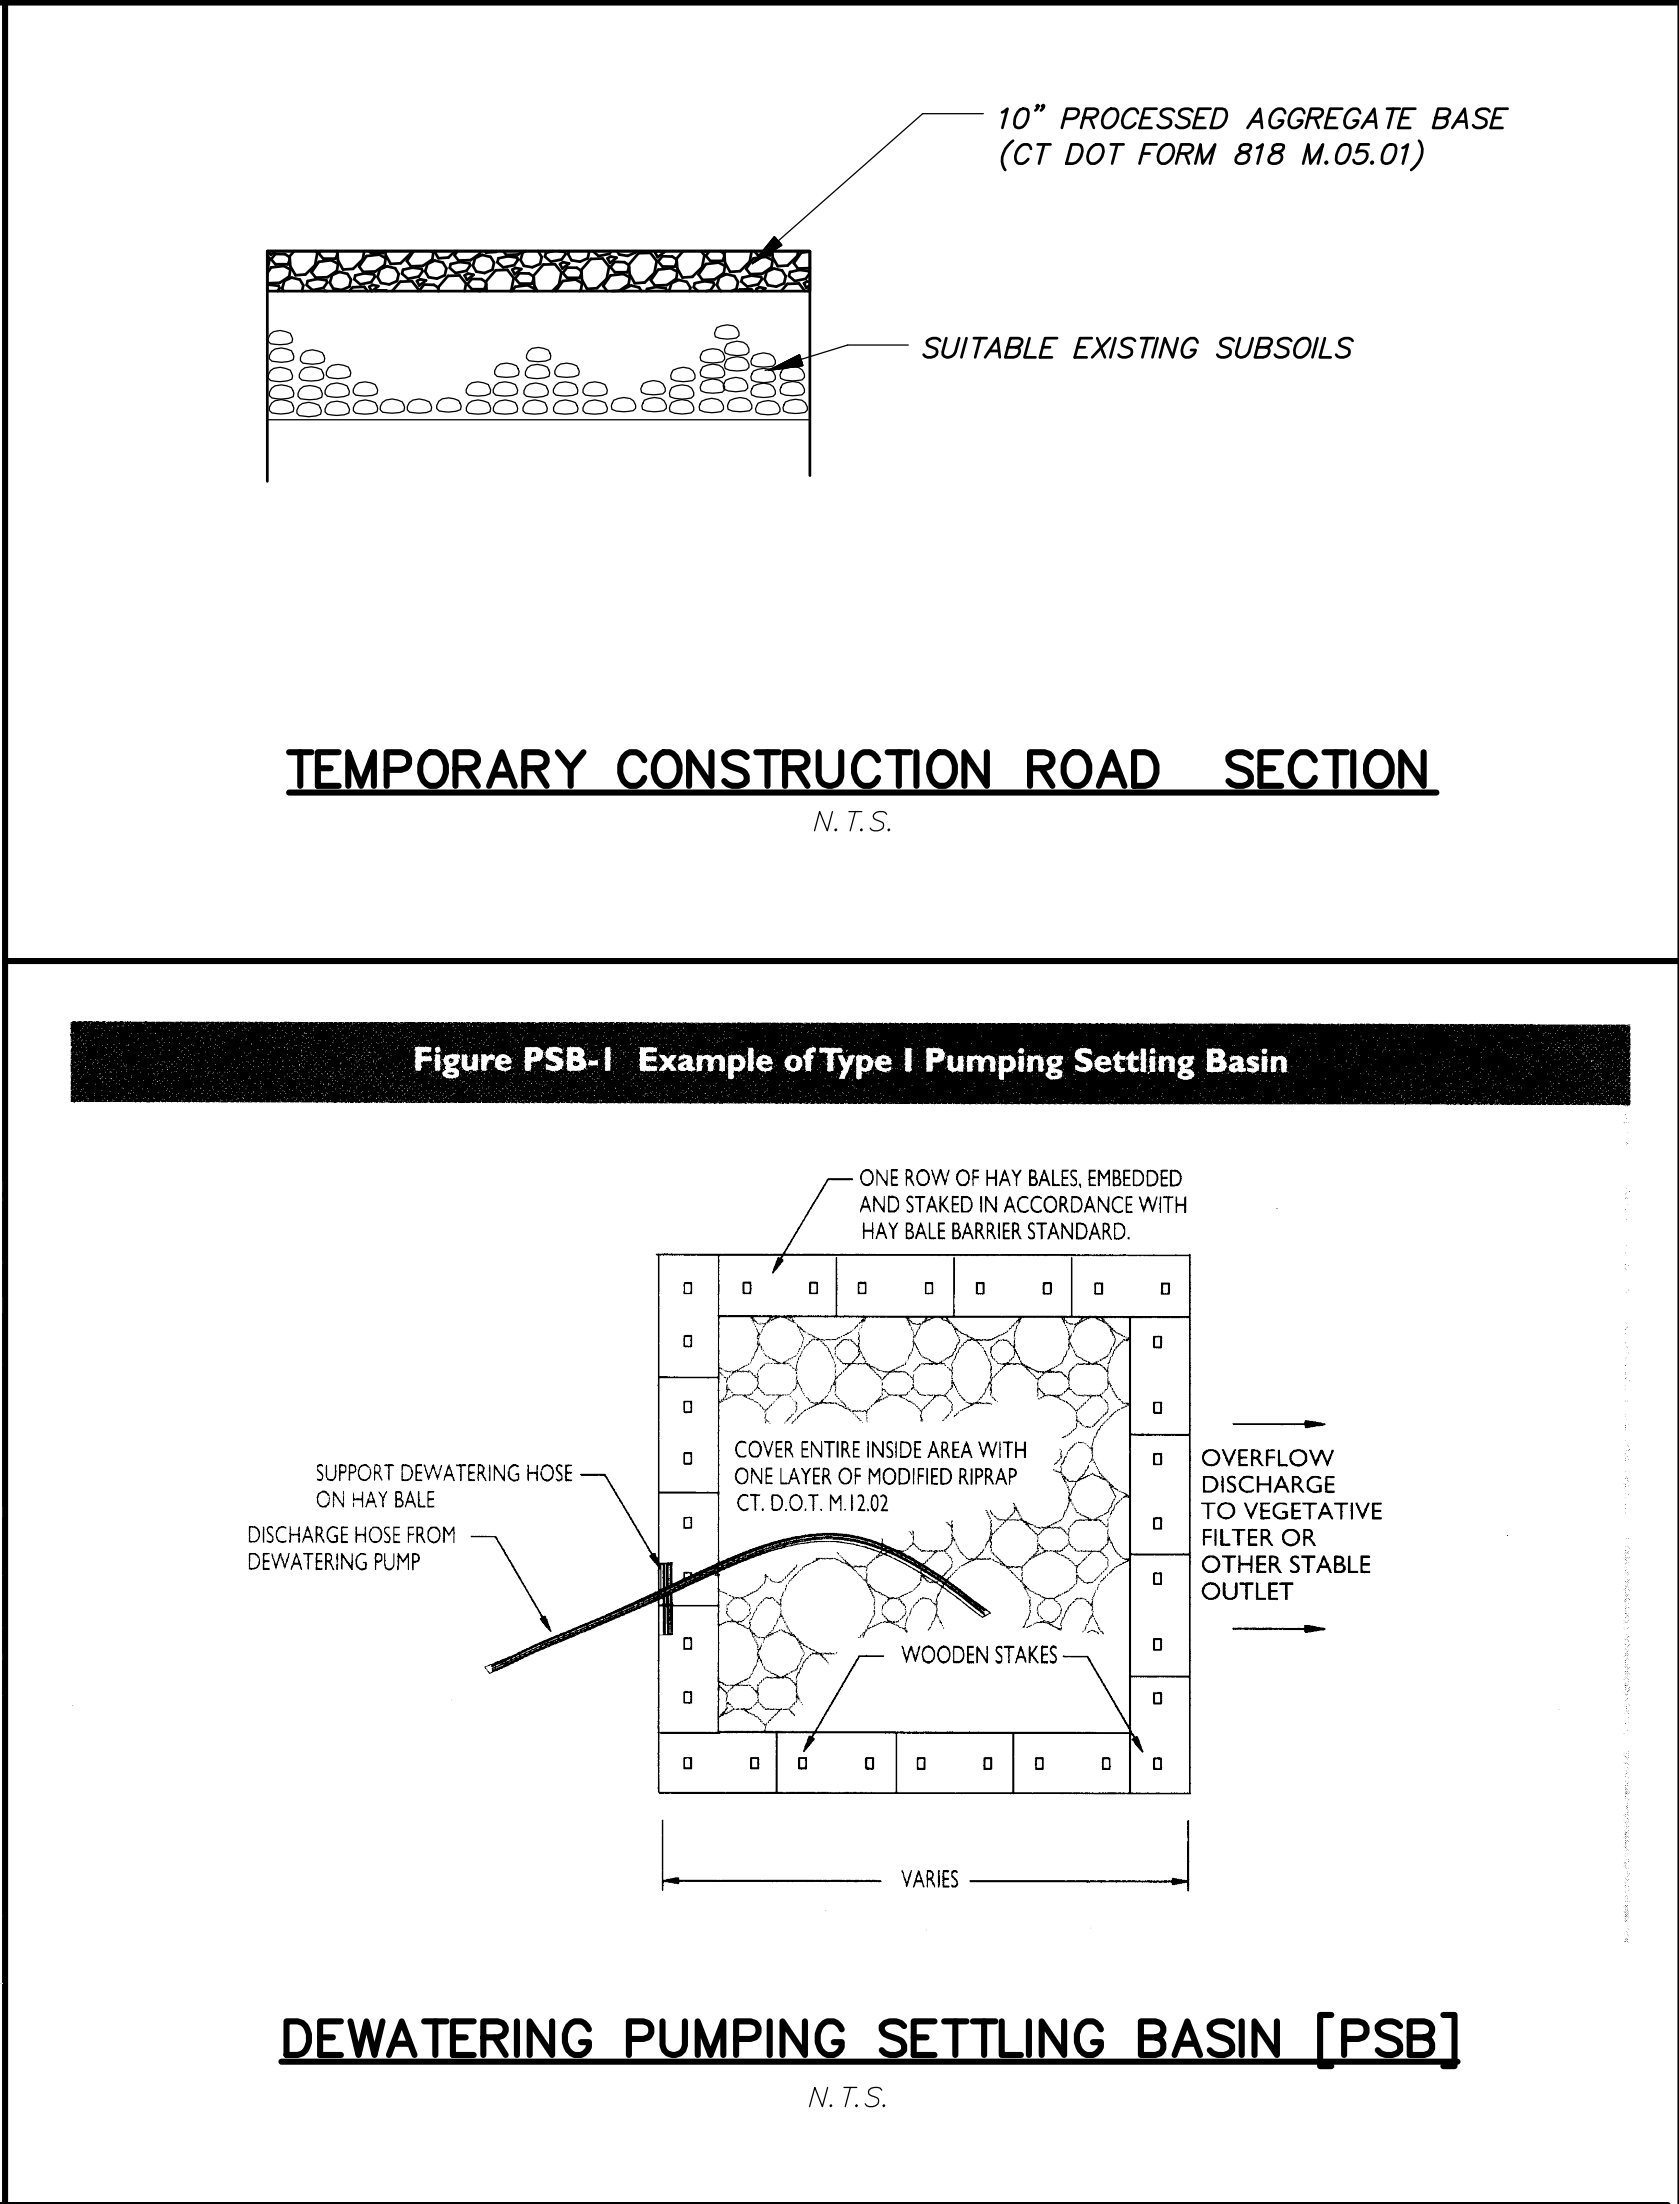 10" PROCESSED AGGREGATE BASE
(CT DOT FORM 818 M.05.01)
SUITABLE EXISTING SUBSOILS
TEMPORARY CONSTRUCTION ROAD SECTION
N.T.S.
Figure PSB-1 Example of Type I Pumping Settling Basin
ONE ROW OF HAY BALES, EMBEDDED
AND STAKED IN ACCORDANCE WITH
HAY BALE BARRIER STANDARD.
COVER ENTIRE INSIDE AREA WITH
ONE LAYER OF MODIFIED RIPRAP
CT. D.O.T. M.12.02
SUPPORT DEWATERING HOSE
ON HAY BALE
DISCHARGE HOSE FROM
DEWATERING PUMP
OVERFLOW
DISCHARGE
TO VEGETATIVE
FILTER OR
OTHER STABLE
OUTLET
WOODEN STAKES
VARIES
DEWATERING PUMPING SETTLING BASIN [PSB]
N.T.S.